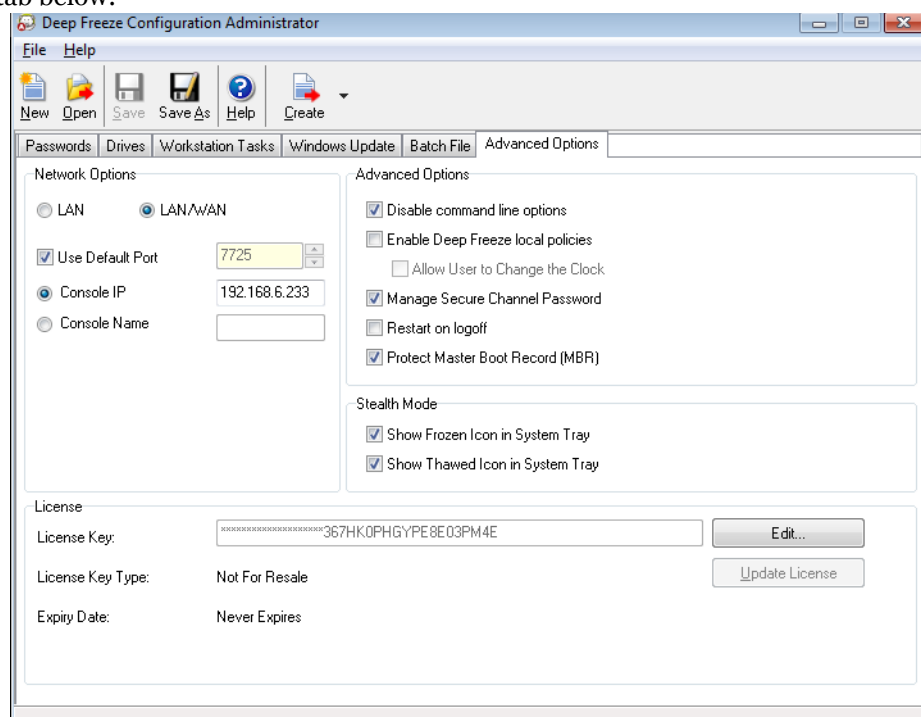 tab below.
Deep Freeze Configuration Administrator
File Help
New Open Save Save As Help Create
Passwords Drives Workstation Tasks Windows Update Batch File Advanced Options
Network Options
LAN LAN/WAN
Use Default Port 7725
Console IP 192.168.6.233
Console Name
Advanced Options
Disable command line options
Enable Deep Freeze local policies
Allow User to Change the Clock
Manage Secure Channel Password
Restart on logoff
Protect Master Boot Record (MBR)
Stealth Mode
Show Frozen Icon in System Tray
Show Thawed Icon in System Tray
License
License Key: ********************367HK0PHGYPE8E03PM4E Edit...
License Key Type: Not For Resale Update License
Expiry Date: Never Expires